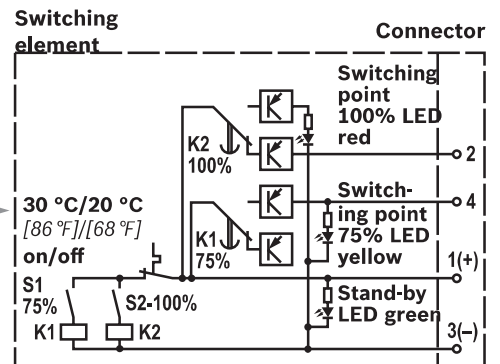 Switching
element
Connector
Switching
point
100% LED
red
K2
100%
2
30 °C/20 °C
[86 °F]/[68 °F]
on/off
Switch-
ing point
75% LED
yellow
4
K1
75%
1(+)
S1
75%
S2-100%
Stand-by
LED green
K1
K2
3(–)